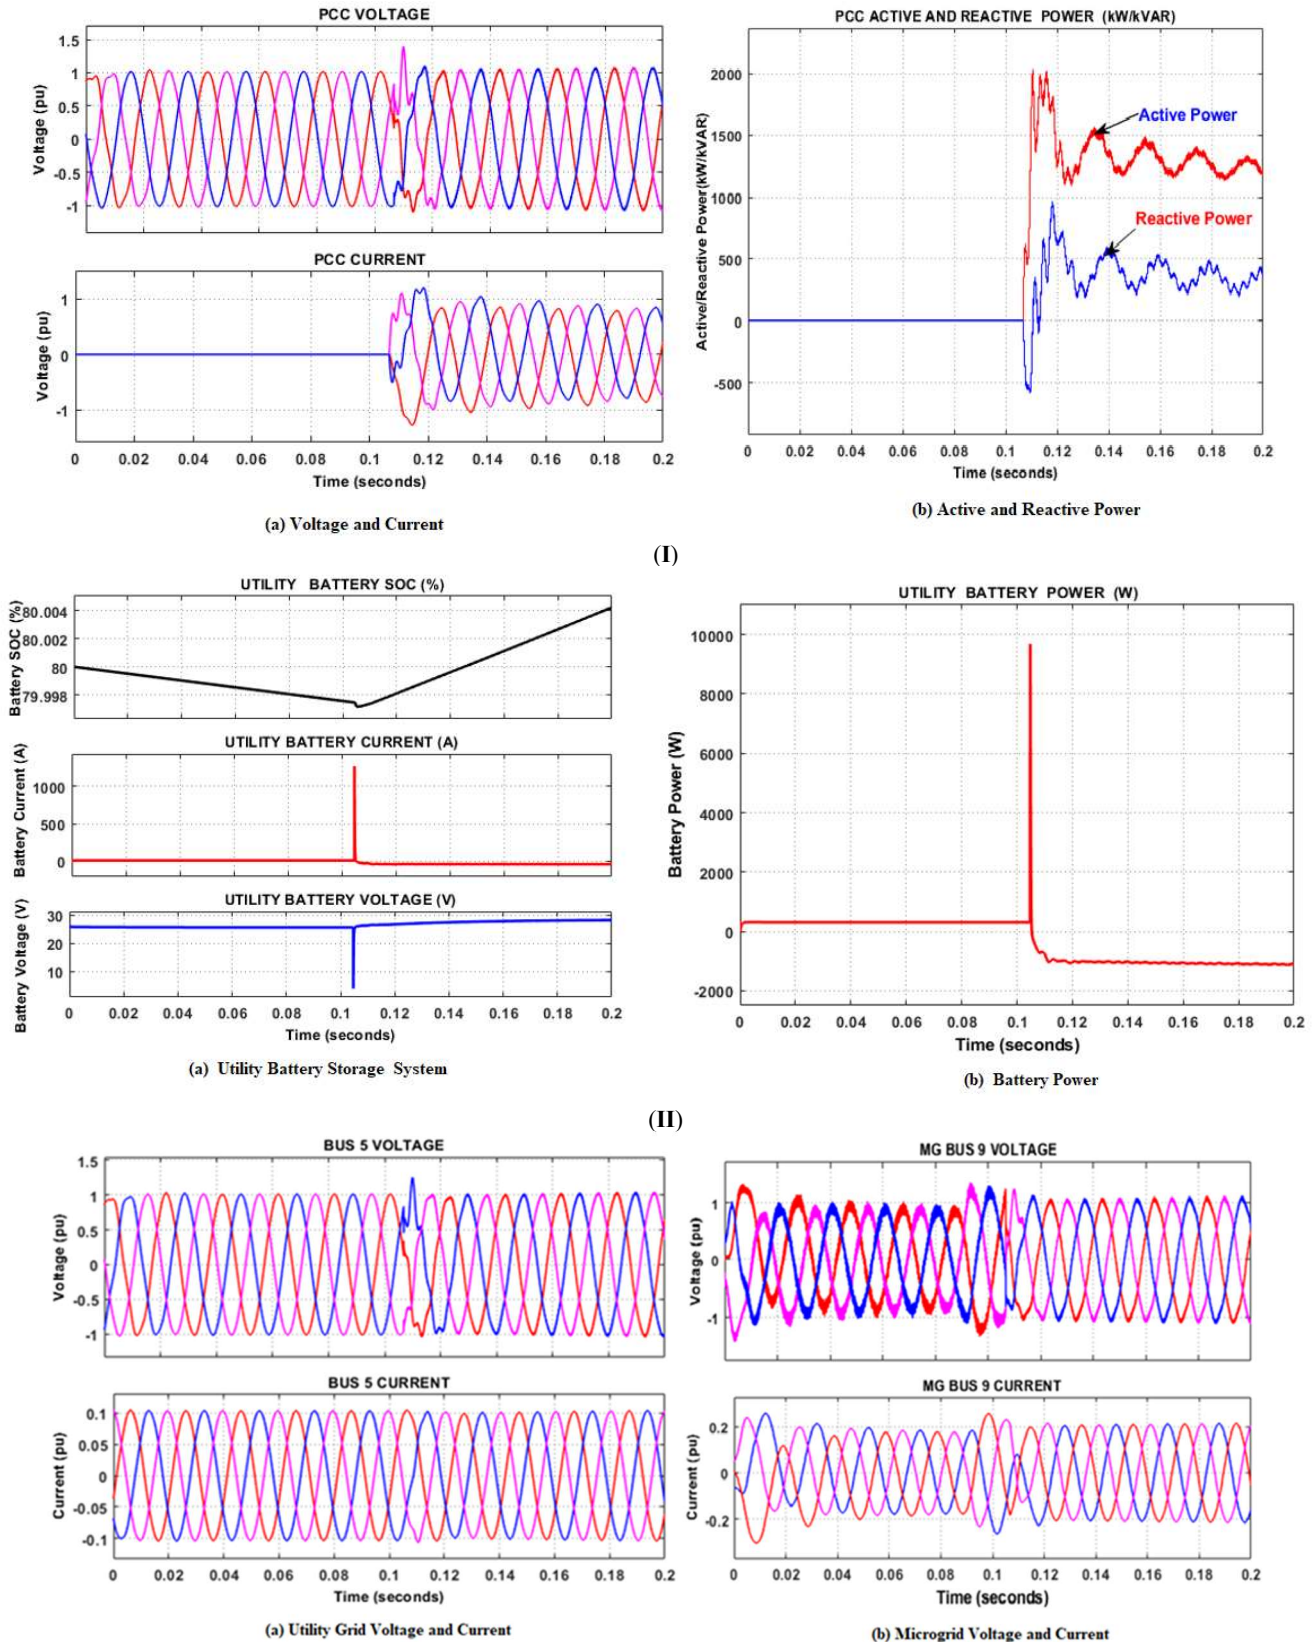 PCC VOLTAGE
Voltage (pu)
1.5
1
0.5
0
-0.5
-1
PCC CURRENT
Voltage (pu)
1
0
-1
0 0.02 0.04 0.06 0.08 0.1 0.12 0.14 0.16 0.18 0.2
Time (seconds)
(a) Voltage and Current
PCC ACTIVE AND REACTIVE POWER (kW/kVAR)
Active/Reactive Power(kW/kVAR)
2000
1500
1000
500
0
-500
Active Power
Reactive Power
0 0.02 0.04 0.06 0.08 0.1 0.12 0.14 0.16 0.18 0.2
Time (seconds)
(b) Active and Reactive Power
(I)
UTILITY BATTERY SOC (%)
Battery SOC (%)
80.004
80.002
80
79.998
UTILITY BATTERY CURRENT (A)
Battery Current (A)
1000
500
0
UTILITY BATTERY VOLTAGE (V)
Battery Voltage (V)
30
20
10
0 0.02 0.04 0.06 0.08 0.1 0.12 0.14 0.16 0.18 0.2
Time (seconds)
(a) Utility Battery Storage System
UTILITY BATTERY POWER (W)
Battery Power (W)
10000
8000
6000
4000
2000
0
-2000
0 0.02 0.04 0.06 0.08 0.1 0.12 0.14 0.16 0.18 0.2
Time (seconds)
(b) Battery Power
(II)
BUS 5 VOLTAGE
Voltage (pu)
1.5
1
0.5
0
-0.5
-1
BUS 5 CURRENT
Current (pu)
0.1
0.05
0
-0.05
-0.1
0 0.02 0.04 0.06 0.08 0.1 0.12 0.14 0.16 0.18 0.2
Time (seconds)
(a) Utility Grid Voltage and Current
MG BUS 9 VOLTAGE
Voltage (pu)
1
0
-1
MG BUS 9 CURRENT
Current (pu)
0.2
0
-0.2
0 0.02 0.04 0.06 0.08 0.1 0.12 0.14 0.16 0.18 0.2
Time (seconds)
(b) Microgrid Voltage and Current